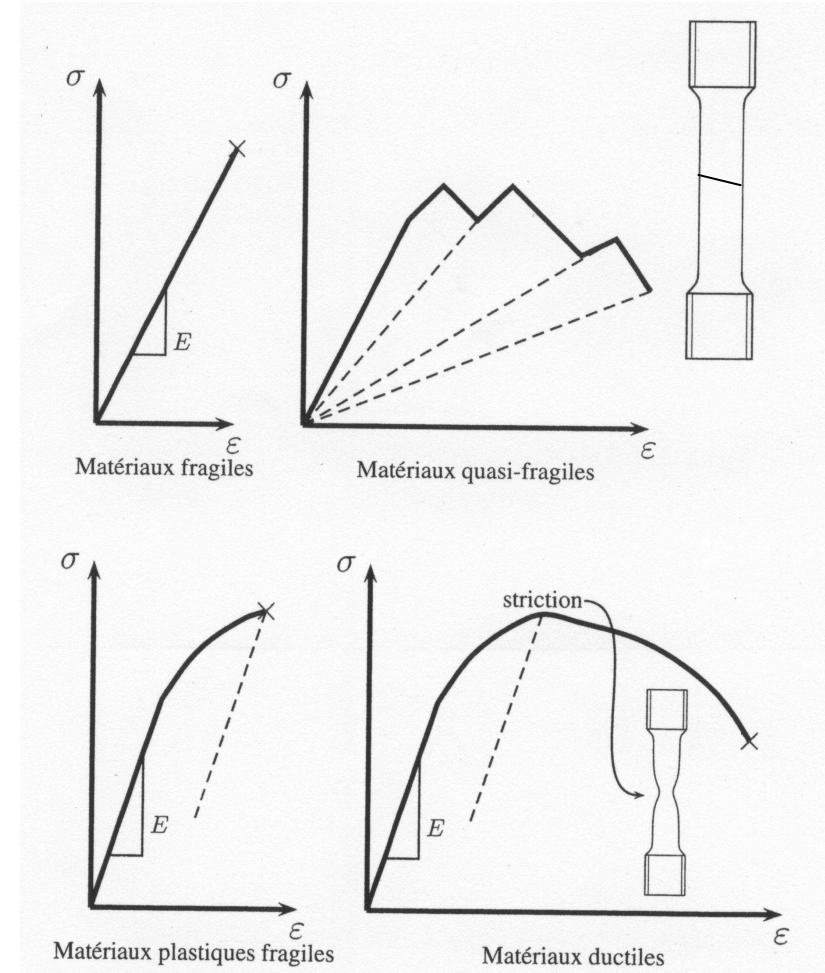 σ
σ
E
ε
ε
Matériaux fragiles
Matériaux quasi-fragiles
σ
σ
striction
E
E
ε
ε
Matériaux plastiques fragiles
Matériaux ductiles